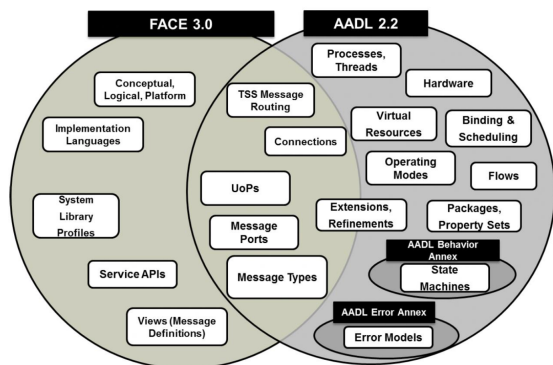 FACE 3.0
AADL 2.2
Processes,
Threads
Conceptual,
Logical, Platform
TSS Message
Routing
Hardware
Implementation
Languages
Connections
Virtual
Resources
Binding &
Scheduling
Operating
Modes
Flows
UoPs
System
Library
Profiles
Extensions,
Refinements
Packages,
Property Sets
Message
Ports
AADL Behavior
Annex
State
Machines
Service APIs
Message Types
AADL Error Annex
Error Models
Views (Message
Definitions)